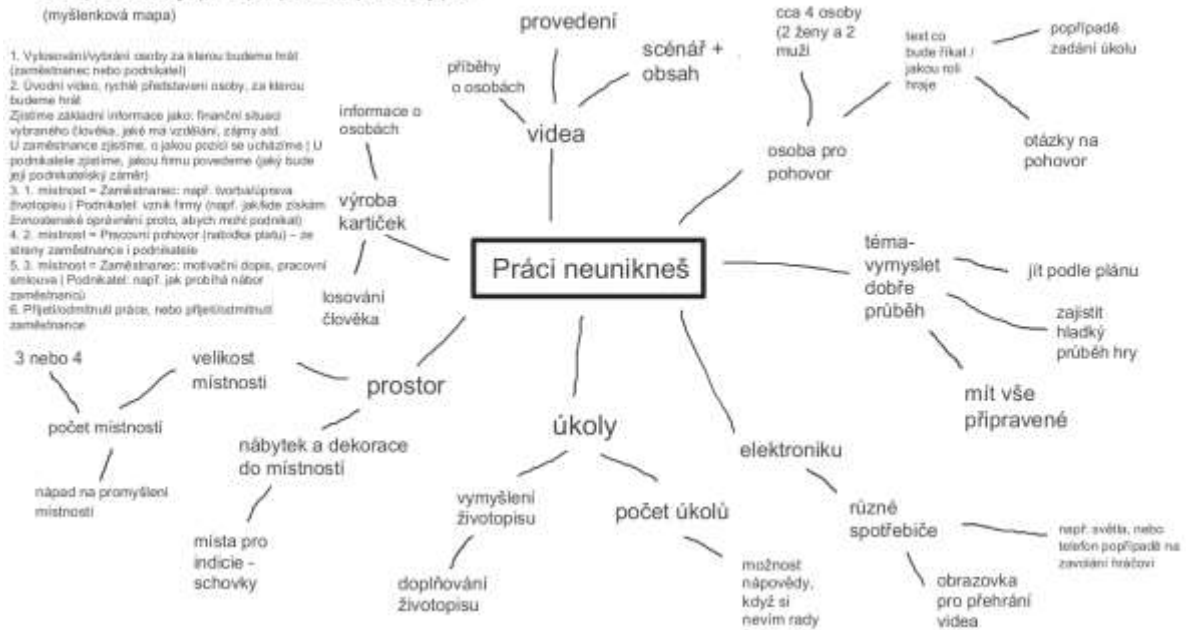 (myšlenková mapa)
1. Vylosování/vybrání osoby za kterou budeme hrát
(zaměstnanec nebo podnikatel)
2. Úvodní video, rychlé představení osoby, za kterou
budeme hrát
Zjistíme základní informace jako: finanční situaci
vybraného člověka, jaké má vzdělání, zájmy atd.
U zaměstnance zjistíme, o jakou pozici se ucházíme | U
podnikatele zjistíme, jakou firmu povedeme (jaký bude
její podnikatelský záměr)
3. 1. místnost = Zaměstnanec: např. tvorba/úprava
životopisu | Podnikatel: vznik firmy (např. jak/kde získám
živnostenské oprávnění proto, abych mohl podnikat)
4. 2. místnost = Pracovní pohovor (nabídka platu) – ze
strany zaměstnance i podnikatele
5. 3. místnost = Zaměstnanec: motivační dopis, pracovní
smlouva | Podnikatel: např. jak probíhá nábor
zaměstnanců
6. Přijetí/odmítnutí práce, nebo přijetí/odmítnutí
zaměstnance
provedení
příběhy
o osobách
scénář +
obsah
videa
cca 4 osoby
(2 ženy a 2
muži
text co
bude říkat /
jakou roli
hraje
popřípadě
zadání úkolu
otázky na
pohovor
osoba pro
pohovor
informace o
osobách
výroba
kartiček
losování
člověka
Práci neunikneš
téma-
vymyslet
dobře
průběh
jít podle plánu
zajistit
hladký
průběh hry
mít vše
připravené
3 nebo 4
velikost
místností
prostor
počet místností
nábytek a dekorace
do místností
nápad na promyšlení
místností
místa pro
indicie -
schovky
úkoly
vymyšlení
životopisu
počet úkolů
doplňování
životopisu
možnost
nápovědy,
když si
nevím rady
elektroniku
různé
spotřebiče
např. světla, nebo
telefon popřípadě na
zavolání hráčovi
obrazovka
pro přehrání
videa